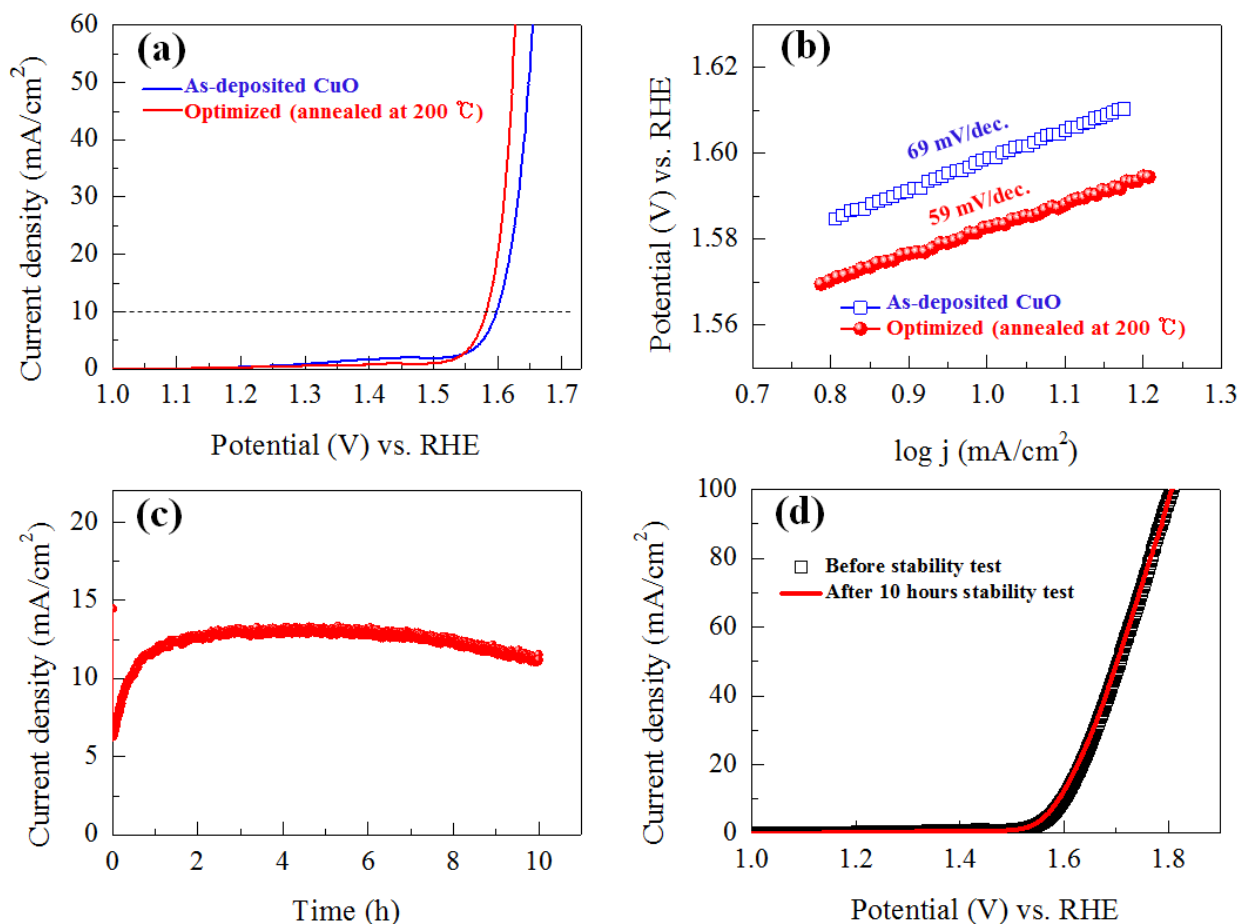 (a)
As-deposited CuO
Optimized (annealed at 200 ℃)
Current density (mA/cm²)
60
50
40
30
20
10
0
1.0 1.1 1.2 1.3 1.4 1.5 1.6 1.7
Potential (V) vs. RHE
(b)
69 mV/dec.
59 mV/dec.
As-deposited CuO
Optimized (annealed at 200 ℃)
Potential (V) vs. RHE
1.62
1.60
1.58
1.56
0.7 0.8 0.9 1.0 1.1 1.2 1.3
log j (mA/cm²)
(c)
Current density (mA/cm²)
20
15
10
5
0
0 2 4 6 8 10
Time (h)
(d)
Before stability test
After 10 hours stability test
Current density (mA/cm²)
100
80
60
40
20
0
1.0 1.2 1.4 1.6 1.8
Potential (V) vs. RHE